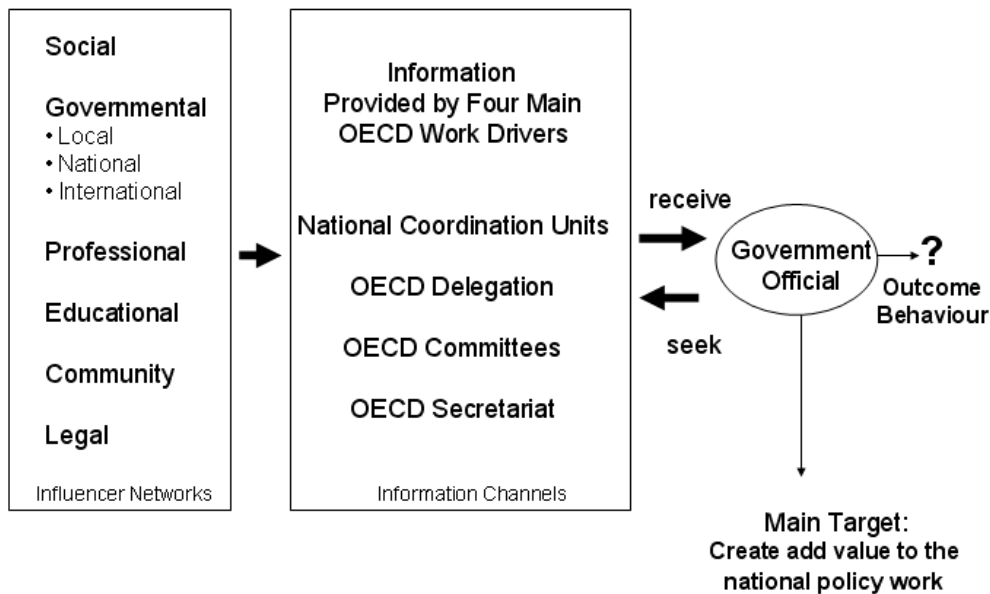 Social
Governmental
• Local
• National
• International
Professional
Educational
Community
Legal
Influencer Networks
Information
Provided by Four Main
OECD Work Drivers
National Coordination Units
OECD Delegation
OECD Committees
OECD Secretariat
Information Channels
receive
seek
Government
Official
?
Outcome
Behaviour
Main Target:
Create add value to the
national policy work